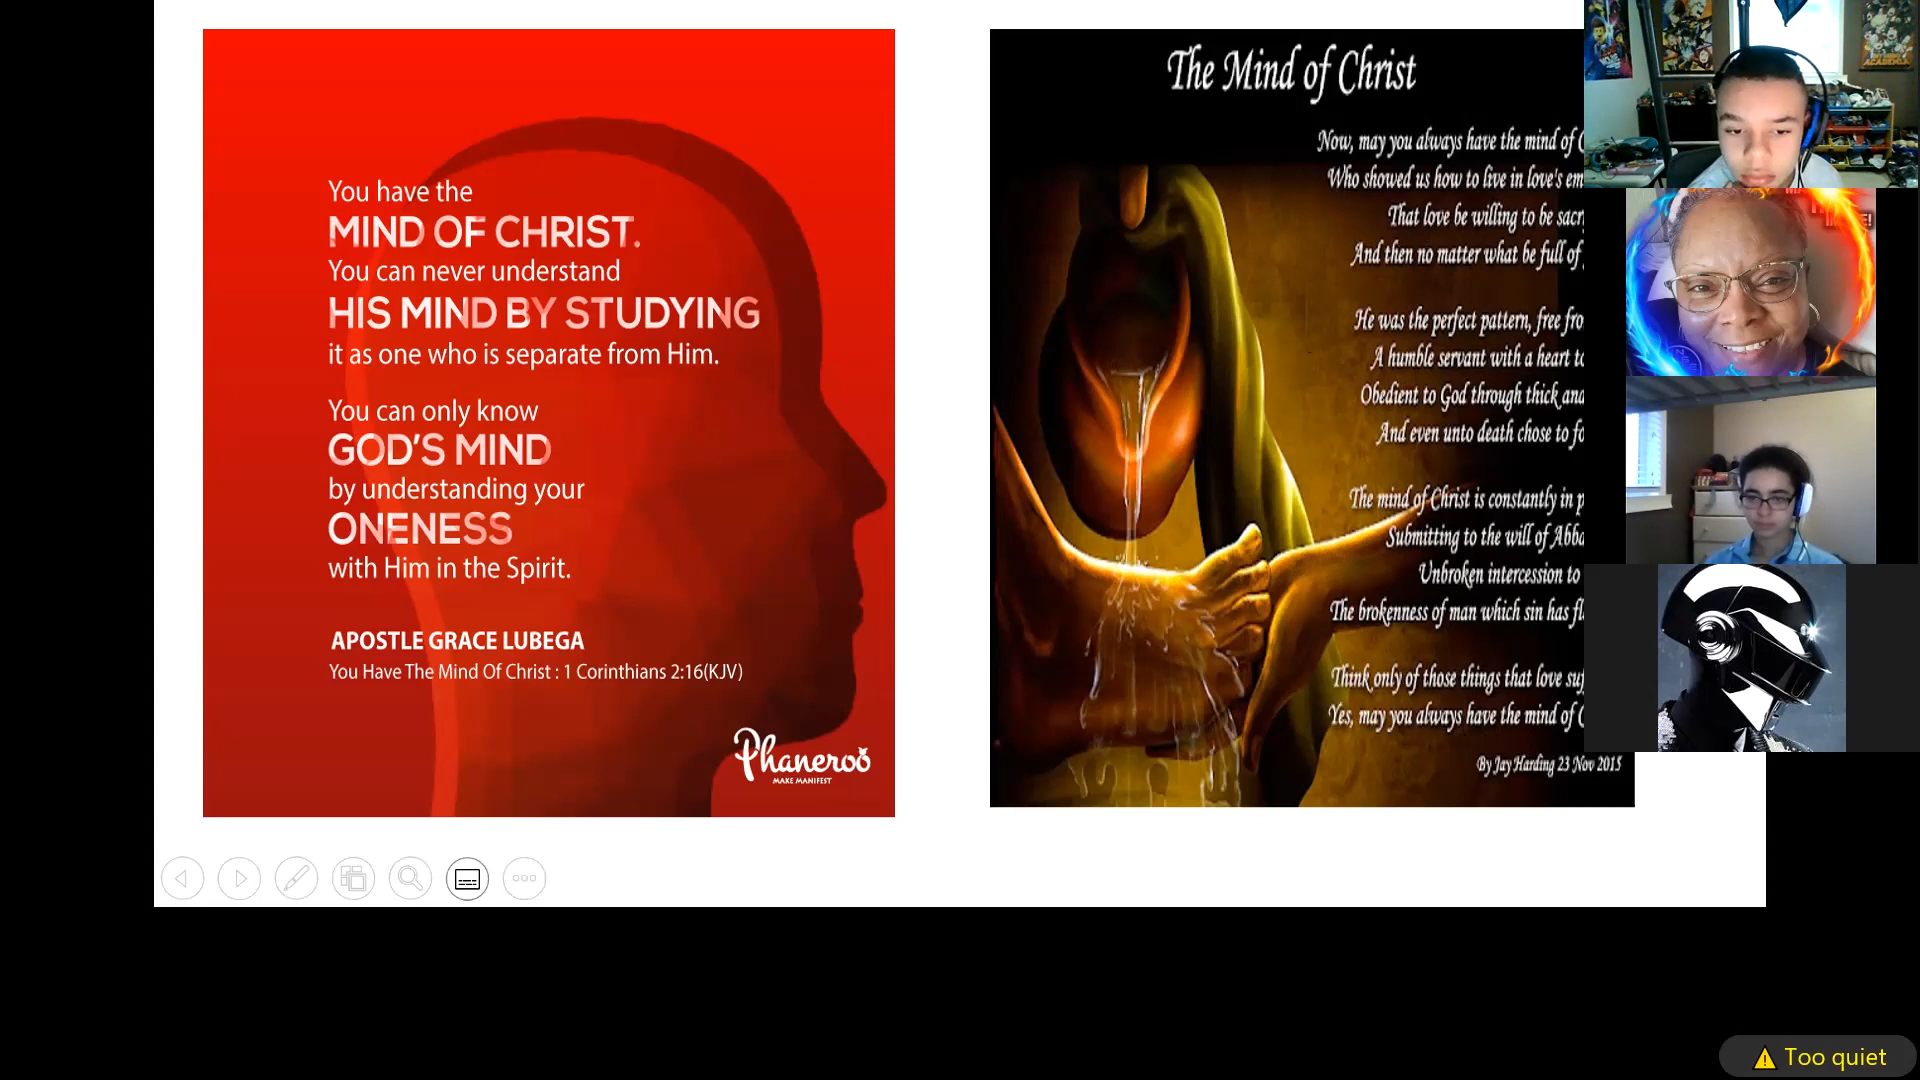 You have the
MIND OF CHRIST.
You can never understand
HIS MIND BY STUDYING
it as one who is separate from Him.
You can only know
GOD'S MIND
by understanding your
ONENESS
with Him in the Spirit.
APOSTLE GRACE LUBEGA
You Have The Mind Of Christ : 1 Corinthians 2:16(KJV)
Phaneroo
MAKE MANIFEST
The Mind of Christ
Now, may you always have the mind of
Who showed us how to live in love's
That love be willing to be
And then no matter what be full of
He was the perfect pattern, free
A humble servant with a heart
Obedient to God through thick and
And even unto death chose to
The mind of Christ is constantly in
Submitting to the will of Abba
Unbroken intercession to
The brokenness of man which sin has
Think only of those things that love
Yes, may you always have the mind of
By Jay Harding 23 Nov 2015
ACADEMIA
Too quiet